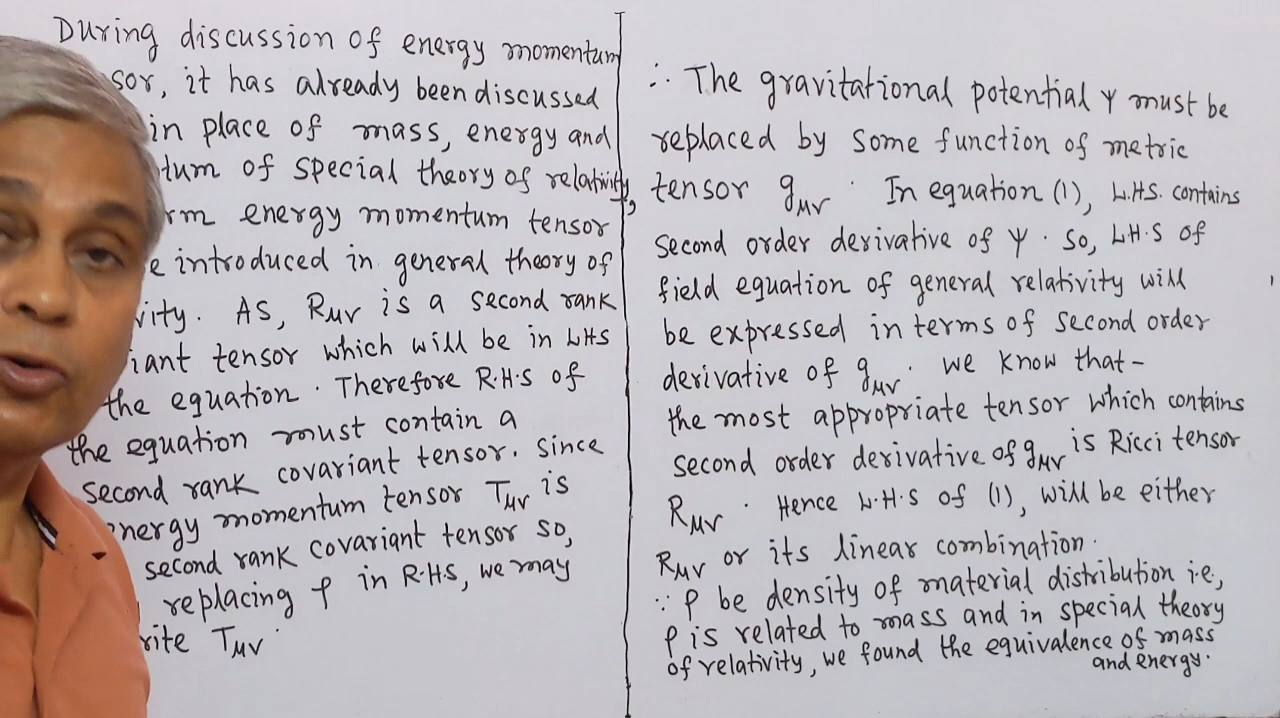 During discussion of energy momentum
sor, it has already been discussed
in place of mass, energy and
tum of special theory of relativity,
rm energy momentum tensor
e introduced in general theory of
vity. As, Rμν is a second rank
iant tensor which will be in LHS
the equation. Therefore R.H.S of
the equation must contain a
second rank covariant tensor. Since
energy momentum tensor Tμν is
second rank covariant tensor so,
replacing ρ in R.H.S, we may
rite Tμν.
∴ The gravitational potential ψ must be
replaced by some function of metric
tensor gμν. In equation (1), L.H.S. contains
second order derivative of ψ. So, L.H.S of
field equation of general relativity will
be expressed in terms of second order
derivative of gμν. we know that-
the most appropriate tensor which contains
second order derivative of gμν is Ricci tensor
Rμν. Hence L.H.S of (1), will be either
Rμν or its linear combination.
∵ ρ be density of material distribution i.e,
ρ is related to mass and in special theory
of relativity, we found the equivalence of mass
and energy.